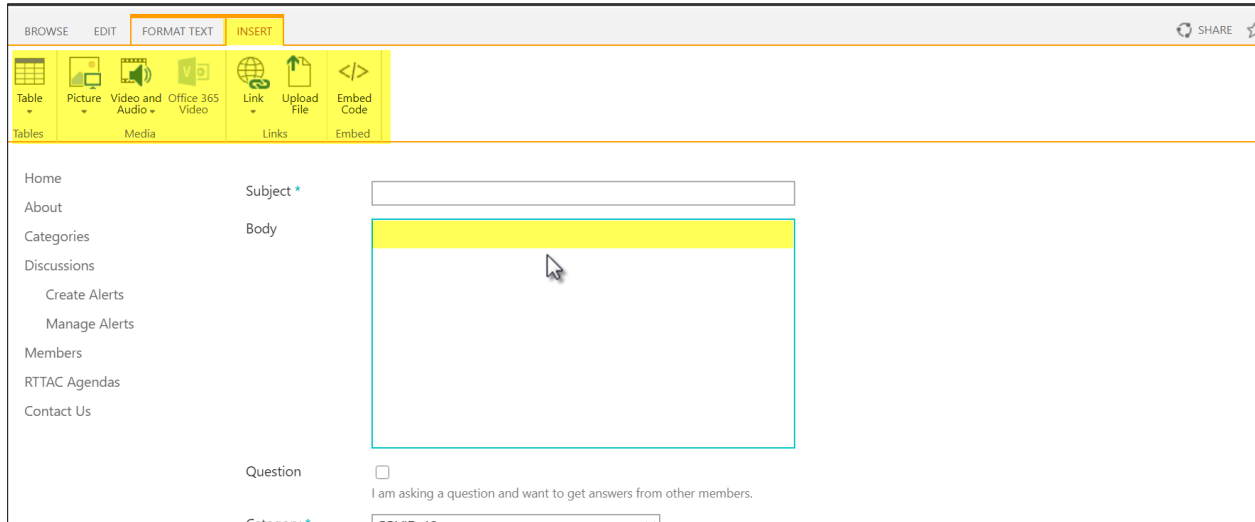 BROWSE EDIT FORMAT TEXT INSERT SHARE
Table Picture Video and Audio Office 365 Video Link Upload File Embed Code
Tables Media Links Embed
Home
About
Categories
Discussions
Create Alerts
Manage Alerts
Members
RTTAC Agendas
Contact Us
Subject *
Body
Question
I am asking a question and want to get answers from other members.
Category *